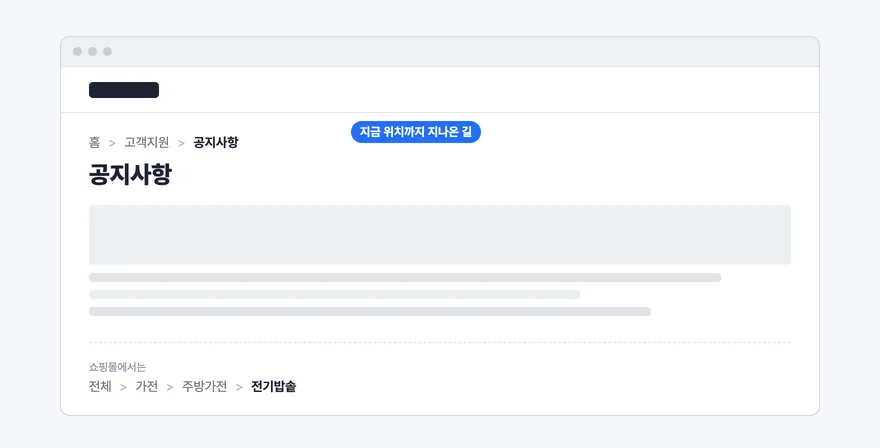 지금 위치까지 지나온 길
홈 > 고객지원 > 공지사항
공지사항
쇼핑몰에서는
전체 > 가전 > 주방가전 > 전기밥솥